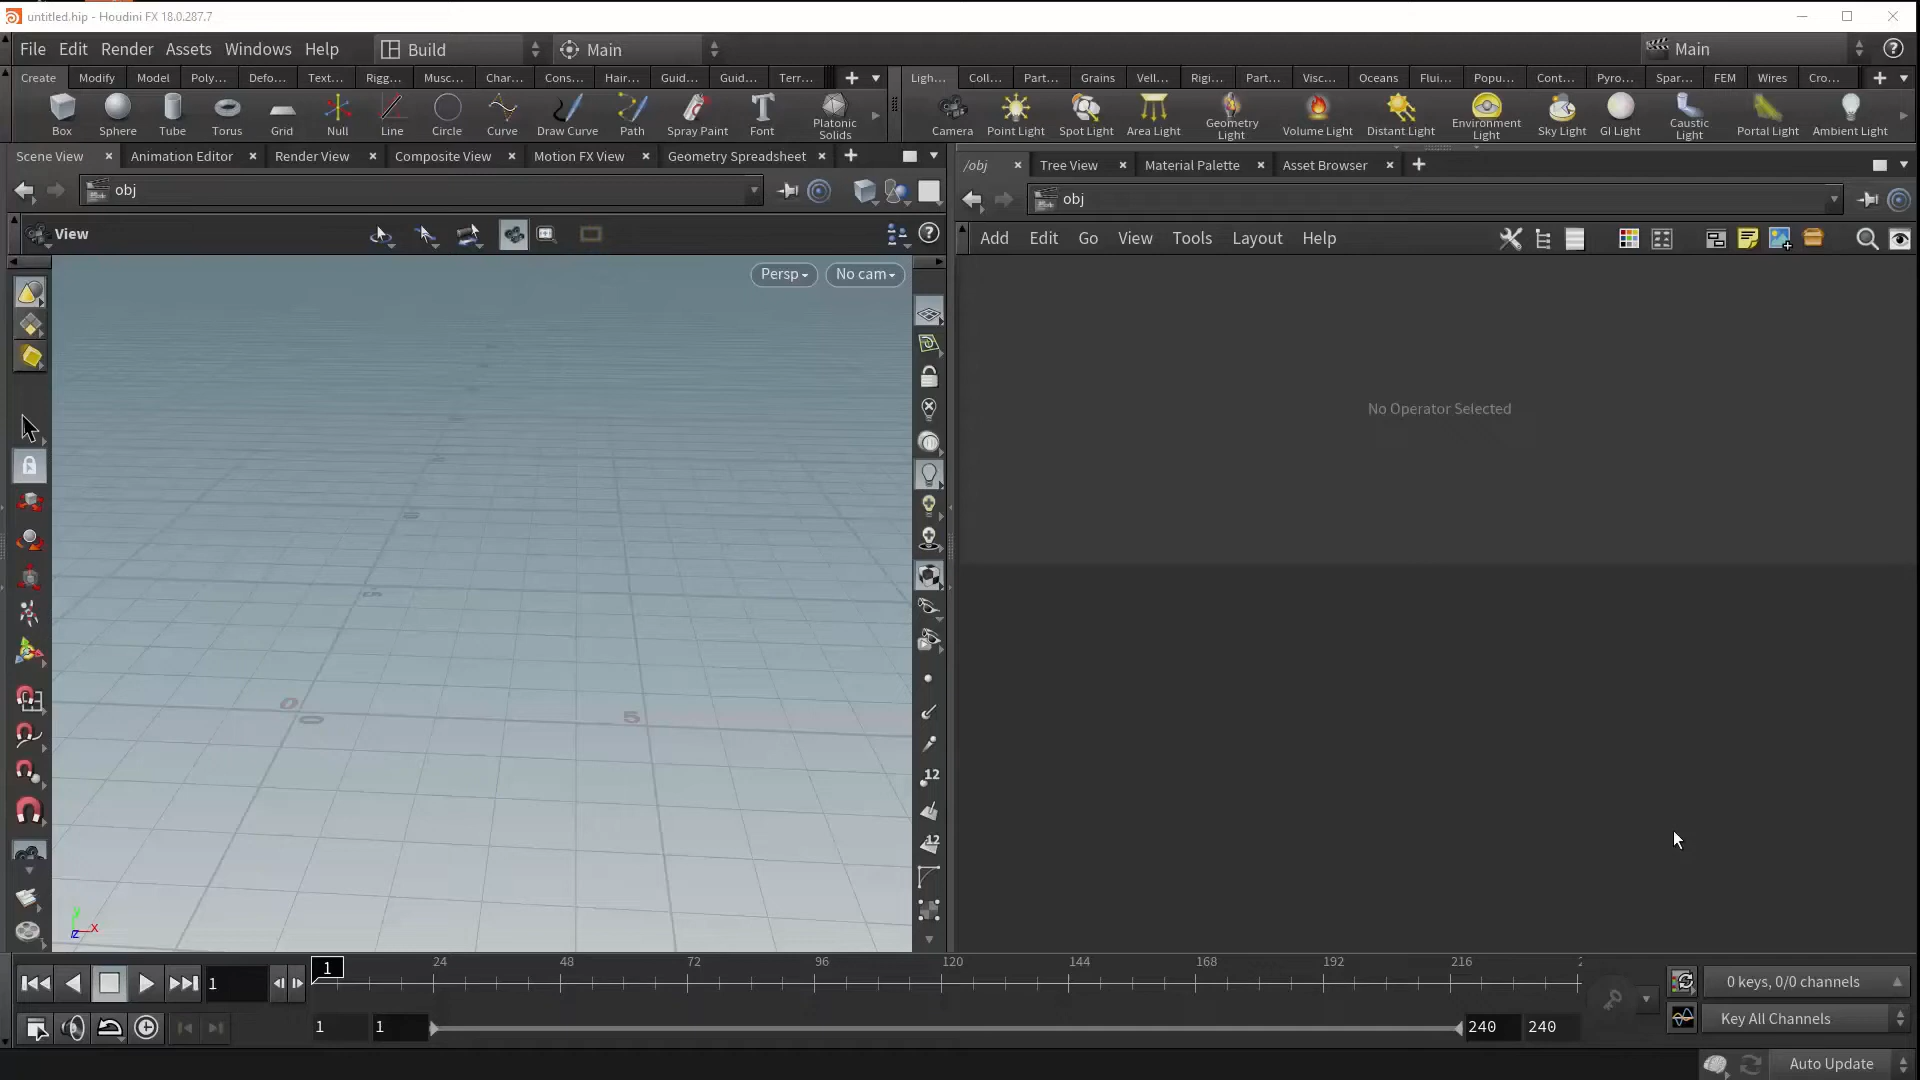 untitled.hip - Houdini FX 18.0.287.7
File Edit Render Assets Windows Help Build Main Main
Create Modify Model Poly... Defo... Text... Rigg... Musc... Char... Cons... Hair... Guid... Guid... Terr... Ligh... Coll... Part... Grains Vell... Rigi... Part... Visc... Oceans Flui... Popu... Cont... Pyro... Spar... FEM Wires Cro...
Box Sphere Tube Torus Grid Null Line Circle Curve Draw Curve Path Spray Paint Font Platonic Solids Camera Point Light Spot Light Area Light Geometry Light Volume Light Distant Light Environment Light Sky Light GI Light Caustic Light Portal Light Ambient Light
Scene View Animation Editor Render View Composite View Motion FX View Geometry Spreadsheet
/obj Tree View Material Palette Asset Browser
obj
obj
View
Add Edit Go View Tools Layout Help
Persp No cam
No Operator Selected
0
0
5
12
12
y
z x
1 1 24 48 72 96 120 144 168 192 216
0 keys, 0/0 channels
1 1 240 240
Key All Channels
Auto Update